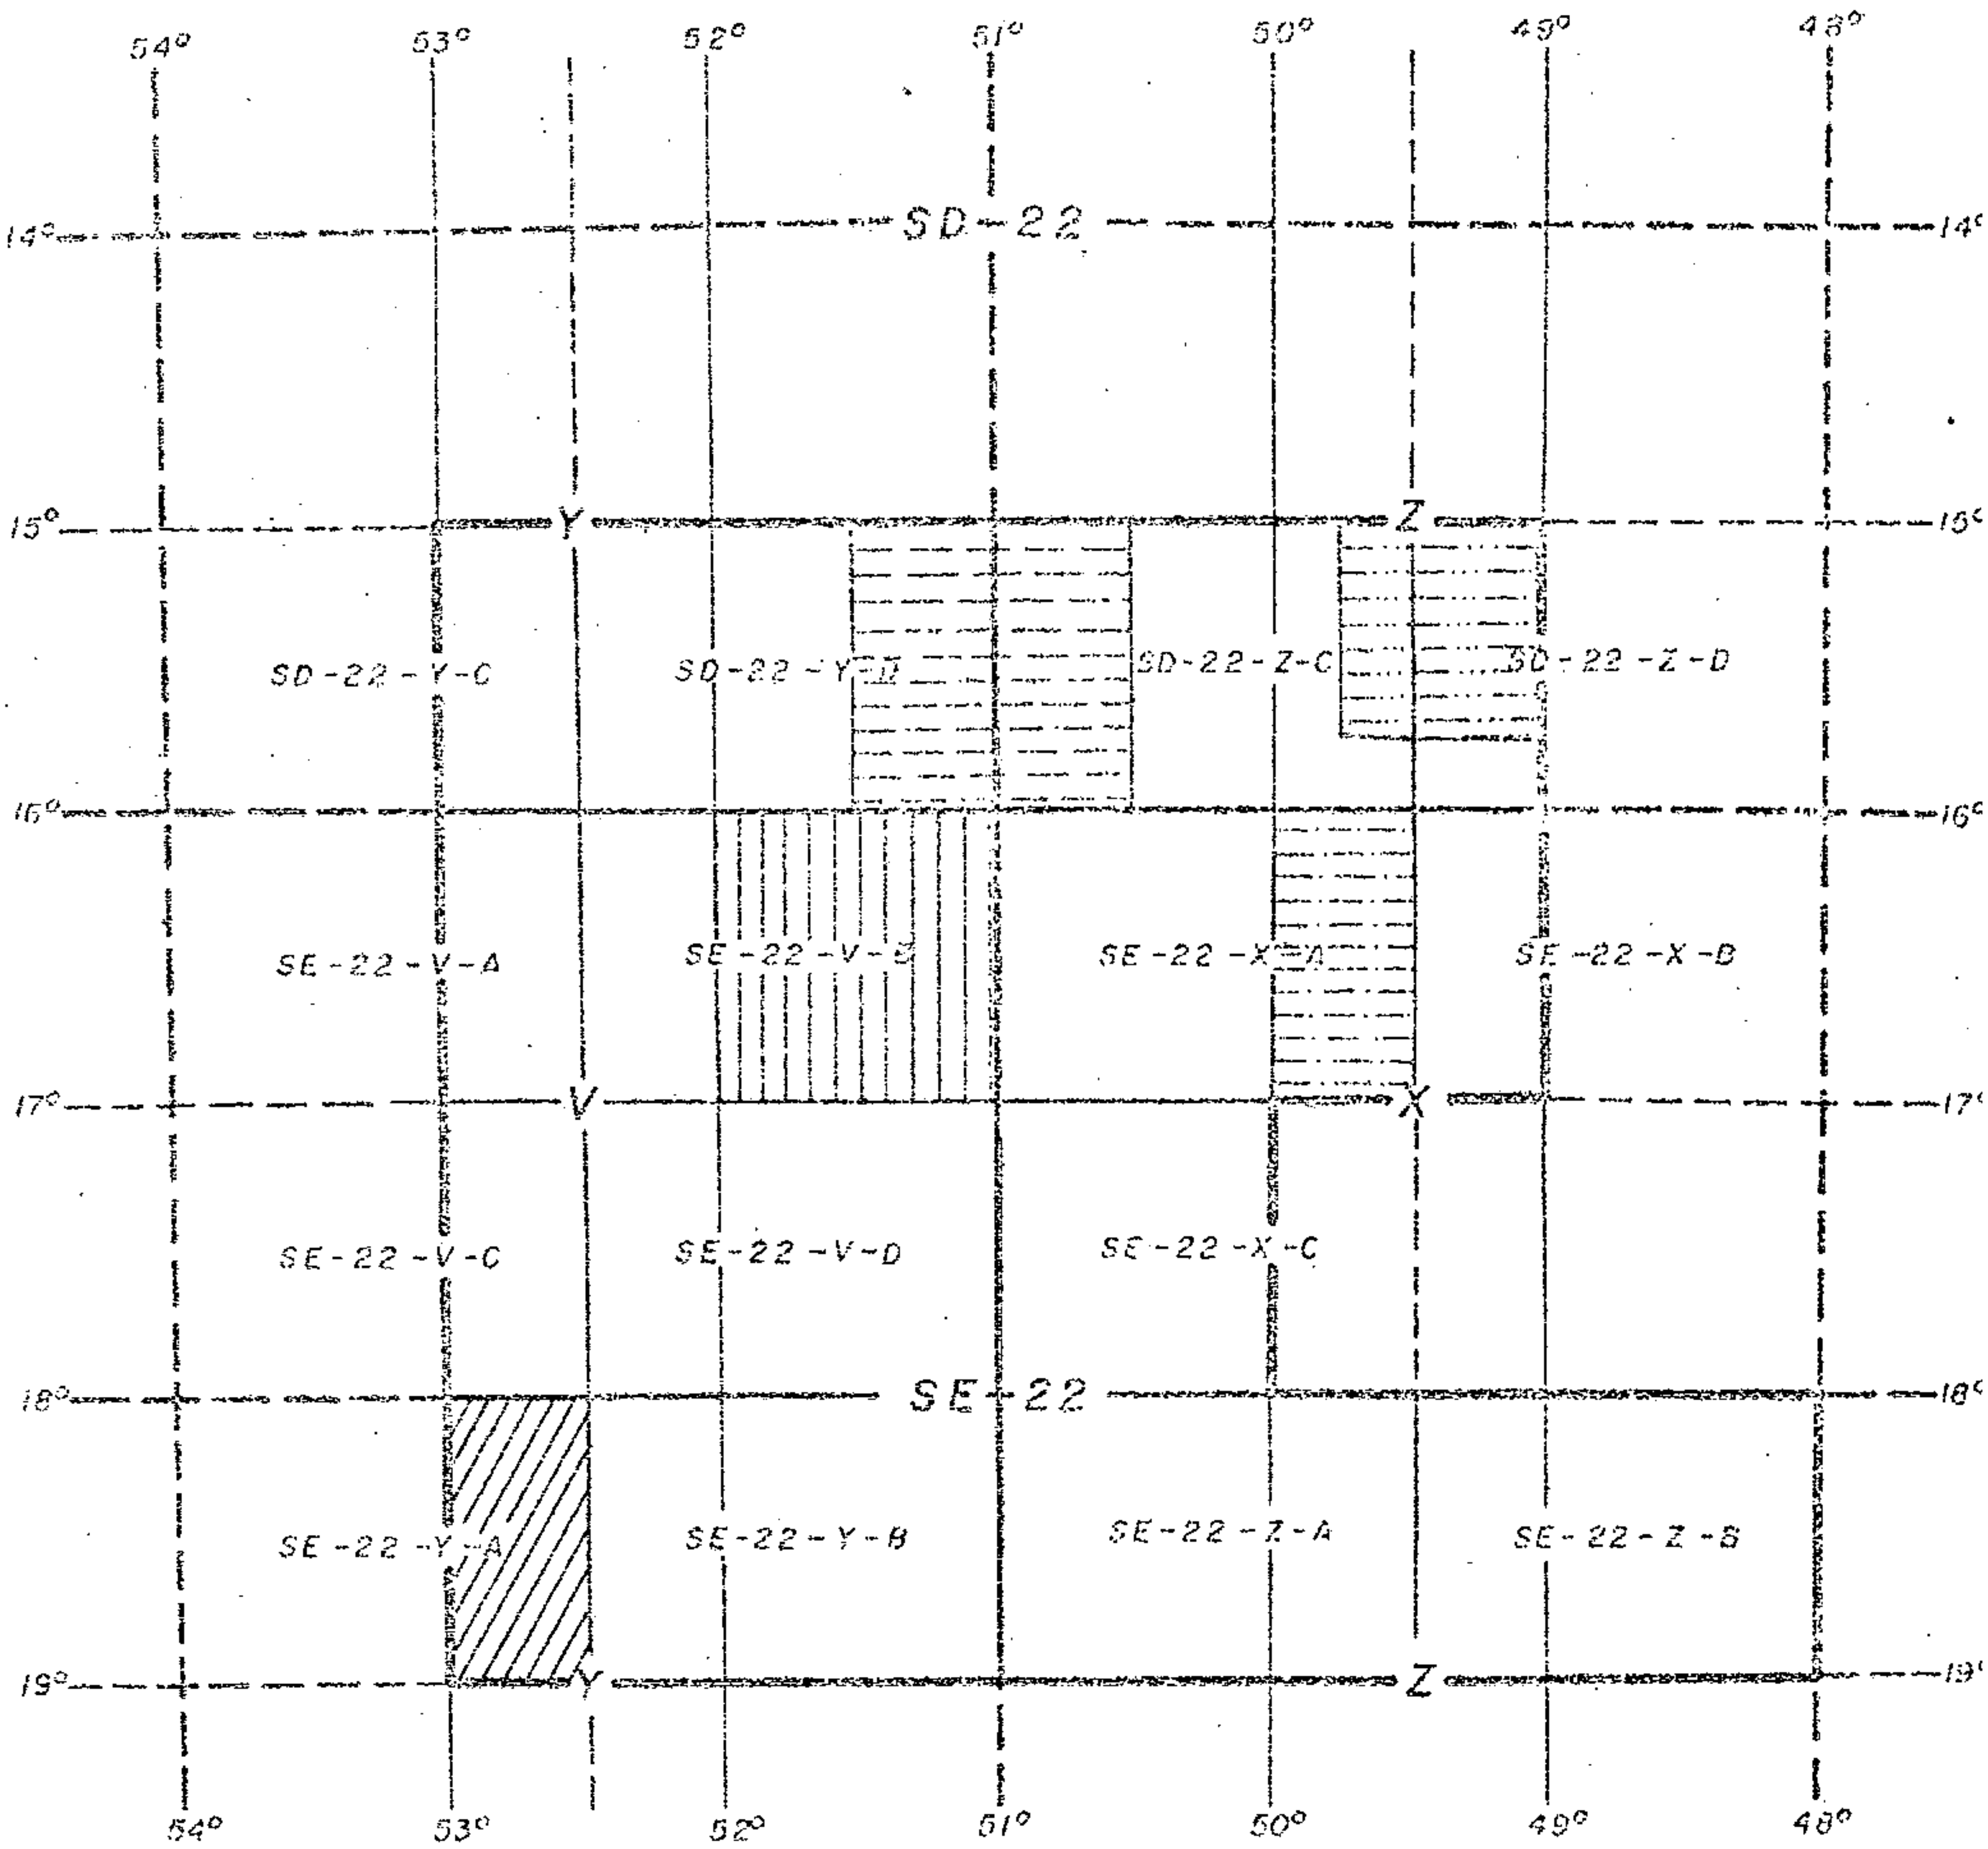 54° 53° 52° 51° 50° 49° 48°
14° SD-22 14°
15° Y Z 15°
SD-22-Y-C SD-22-Y-D SD-22-Z-C SD-22-Z-D
16° 16°
SE-22-V-A SE-22-V-B SE-22-X-A SE-22-X-B
17° V X 17°
SE-22-V-C SE-22-V-D SE-22-X-C
18° SE-22 18°
SE-22-Y-A SE-22-Y-B SE-22-Z-A SE-22-Z-B
19° Y Z 19°
54° 53° 52° 51° 50° 49° 48°